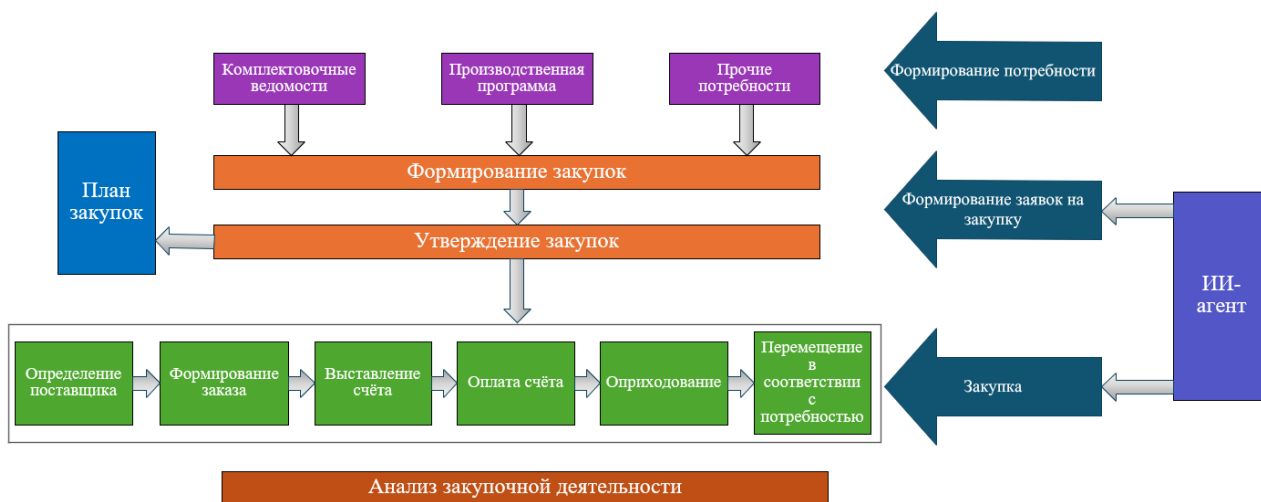 Комплектовочные
ведомости
Производственная
программа
Прочие
потребности
Формирование потребности
План
закупок
Формирование закупок
Утверждение закупок
Формирование заявок на
закупку
ИИ-
агент
Определение
поставщика
Формирование
заказа
Выставление
счёта
Оплата счёта
Оприходование
Перемещение
в
соответствии
с
потребностью
Закупка
Анализ закупочной деятельности